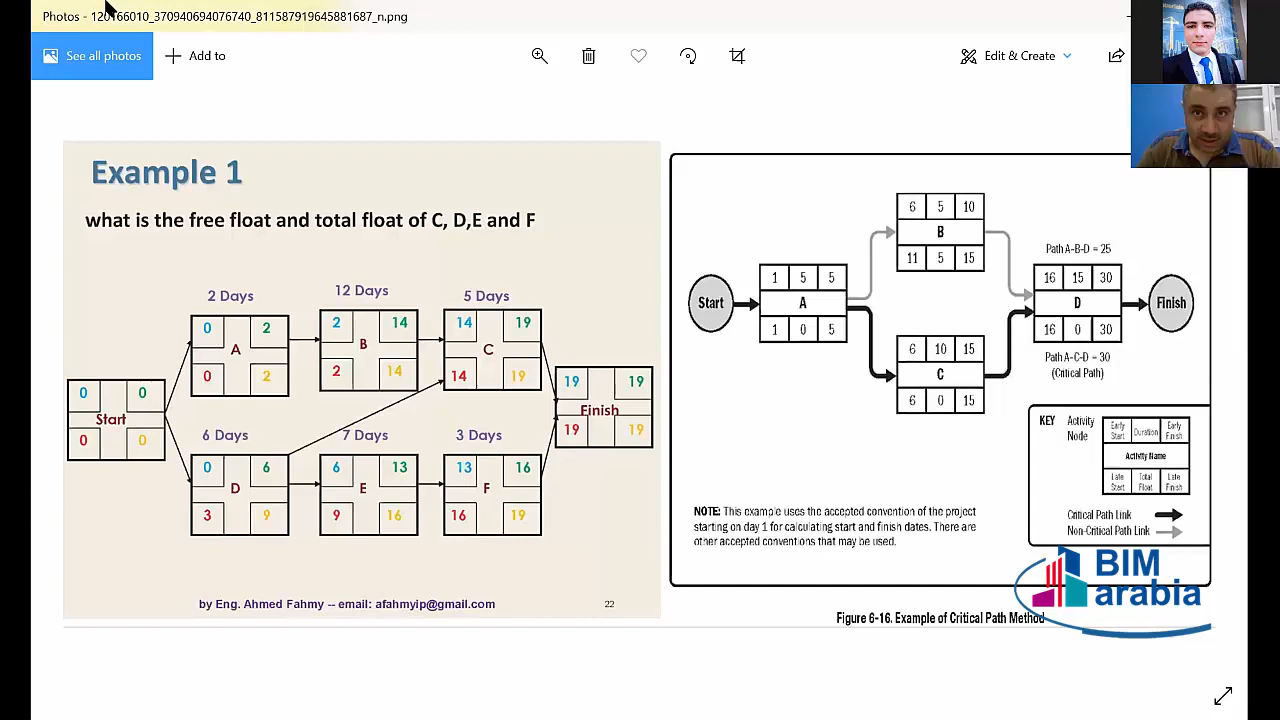 Photos - 120166010_370940694076740_811587919645881687_n.png
See all photos
Add to
Edit & Create
Example 1
what is the free float and total float of C, D,E and F
2 Days
12 Days
5 Days
0 2
A
0 2
2 14
B
2 14
14 19
C
14 19
0 0
Start
0 0
19 19
Finish
19 19
6 Days
7 Days
3 Days
0 6
D
3 9
6 13
E
9 16
13 16
F
16 19
by Eng. Ahmed Fahmy -- email: afahmyip@gmail.com
22
6 5 10
B
11 5 15
Path A-B-D = 25
Start
1 5 5
A
1 0 5
16 15 30
D
16 0 30
Finish
6 10 15
C
6 0 15
Path A-C-D = 30
(Critical Path)
KEY
Activity
Node
Early Start
Duration
Early Finish
Activity Name
Late Start
Total Float
Late Finish
Critical Path Link
Non-Critical Path Link
NOTE: This example uses the accepted convention of the project
starting on day 1 for calculating start and finish dates. There are
other accepted conventions that may be used.
BIM
arabia
Figure 6-16. Example of Critical Path Method